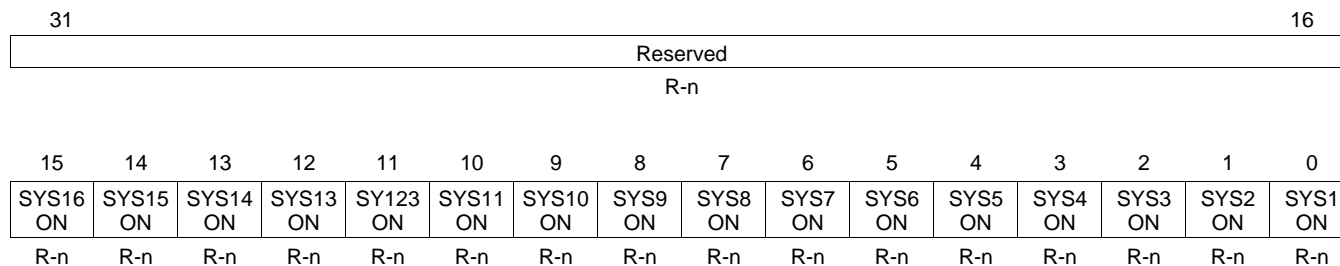 31 16
Reserved
R-n
15 14 13 12 11 10 9 8 7 6 5 4 3 2 1 0
SYS16 SYS15 SYS14 SYS13 SY123 SYS11 SYS10 SYS9 SYS8 SYS7 SYS6 SYS5 SYS4 SYS3 SYS2 SYS1
ON ON ON ON ON ON ON ON ON ON ON ON ON ON ON ON
R-n R-n R-n R-n R-n R-n R-n R-n R-n R-n R-n R-n R-n R-n R-n R-n